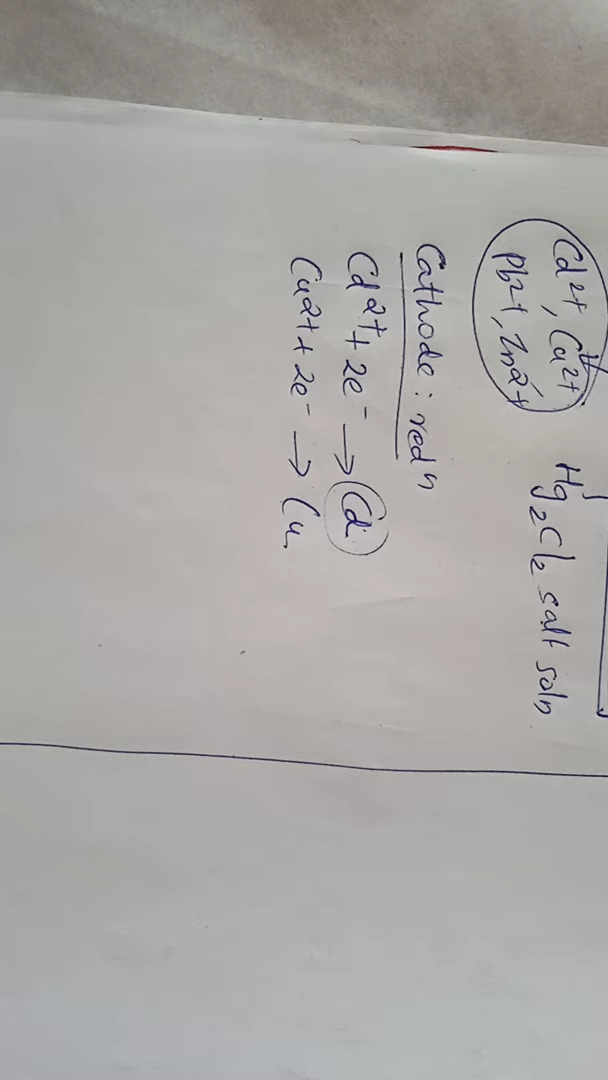 Cd2+, Cu2+
Pb2+, Zn2+
Hg2Cl2 salt soln
Cathode : redn
Cd2+ + 2e- → Cd
Cu2+ + 2e- → Cu